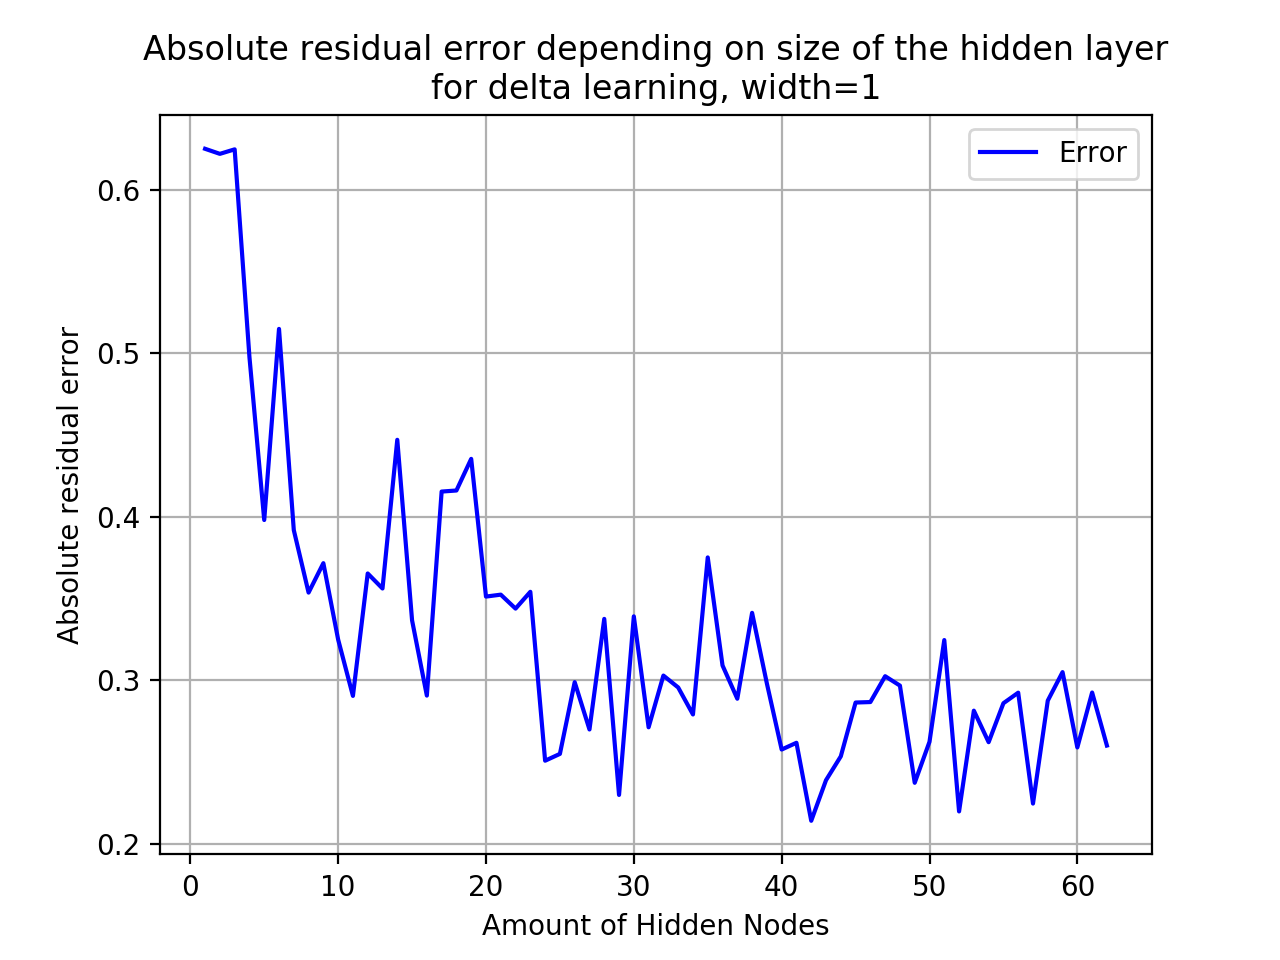 Absolute residual error depending on size of the hidden layer
for delta learning, width=1
Error
0.6
0.5
0.4
0.3
0.2
Absolute residual error
0 10 20 30 40 50 60
Amount of Hidden Nodes